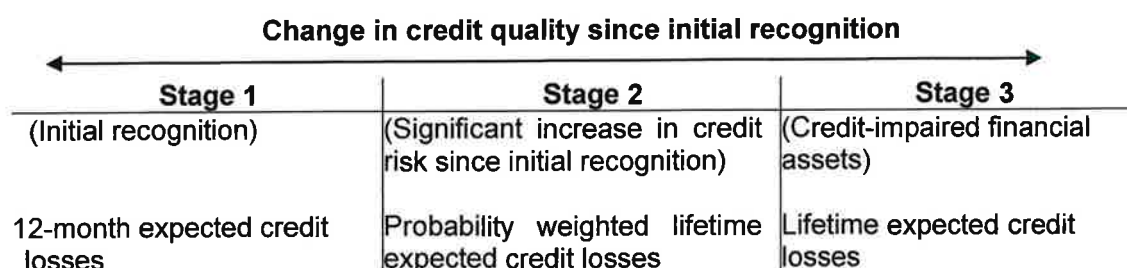 Change in credit quality since initial recognition
Stage 1 Stage 2 Stage 3
(Initial recognition) (Significant increase in credit (Credit-impaired financial
risk since initial recognition) assets)
12-month expected credit Probability weighted lifetime Lifetime expected credit
losses expected credit losses losses